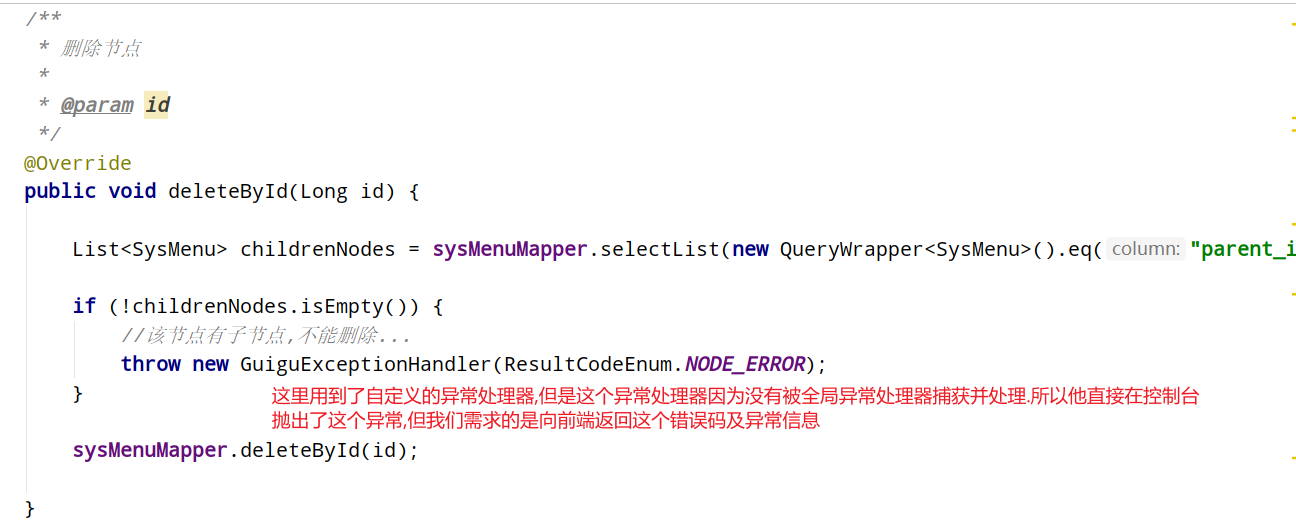 /**
* 删除节点
*
* @param id
*/
@Override
public void deleteById(Long id) {
List<SysMenu> childrenNodes = sysMenuMapper.selectList(new QueryWrapper<SysMenu>().eq( column: "parent_i
if (!childrenNodes.isEmpty()) {
//该节点有子节点,不能删除...
throw new GuiguExceptionHandler(ResultCodeEnum.NODE_ERROR);
}
这里用到了自定义的异常处理器,但是这个异常处理器因为没有被全局异常处理器捕获并处理.所以他直接在控制台
抛出了这个异常,但我们需求的是向前端返回这个错误码及异常信息
sysMenuMapper.deleteById(id);
}